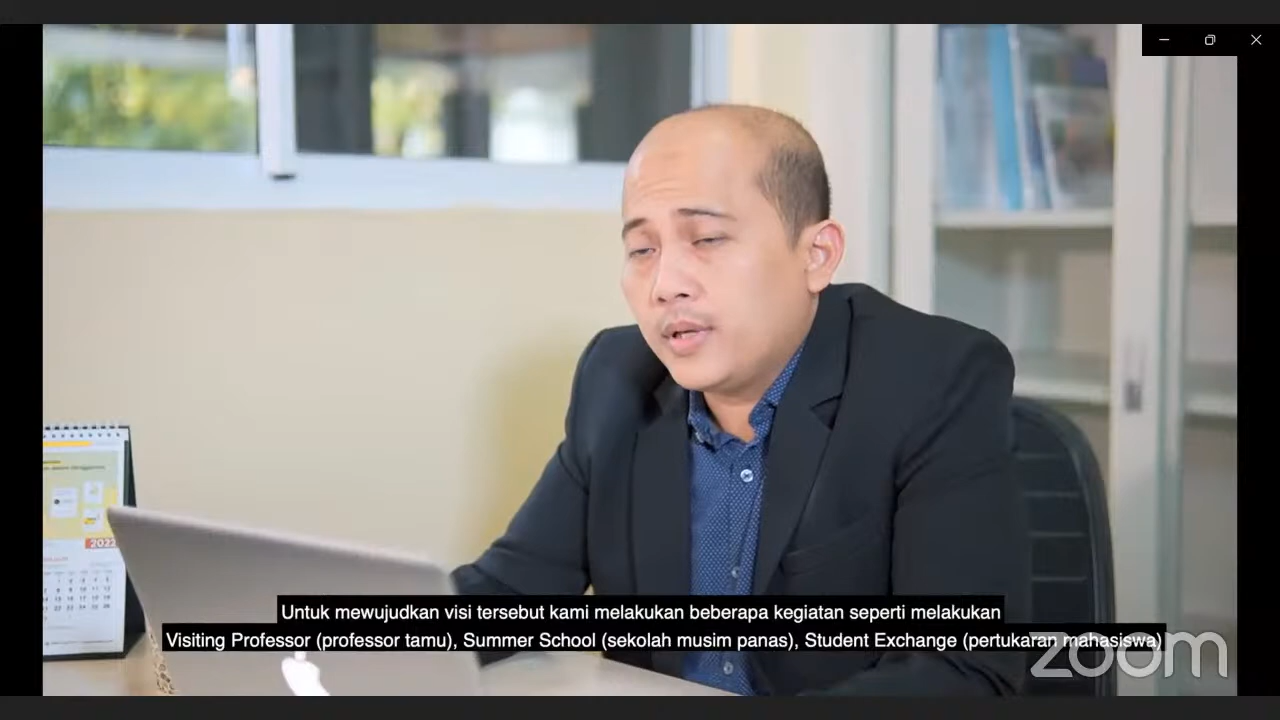 2022
Untuk mewujudkan visi tersebut kami melakukan beberapa kegiatan seperti melakukan
Visiting Professor (professor tamu), Summer School (sekolah musim panas), Student Exchange (pertukaran mahasiswa)
zoom